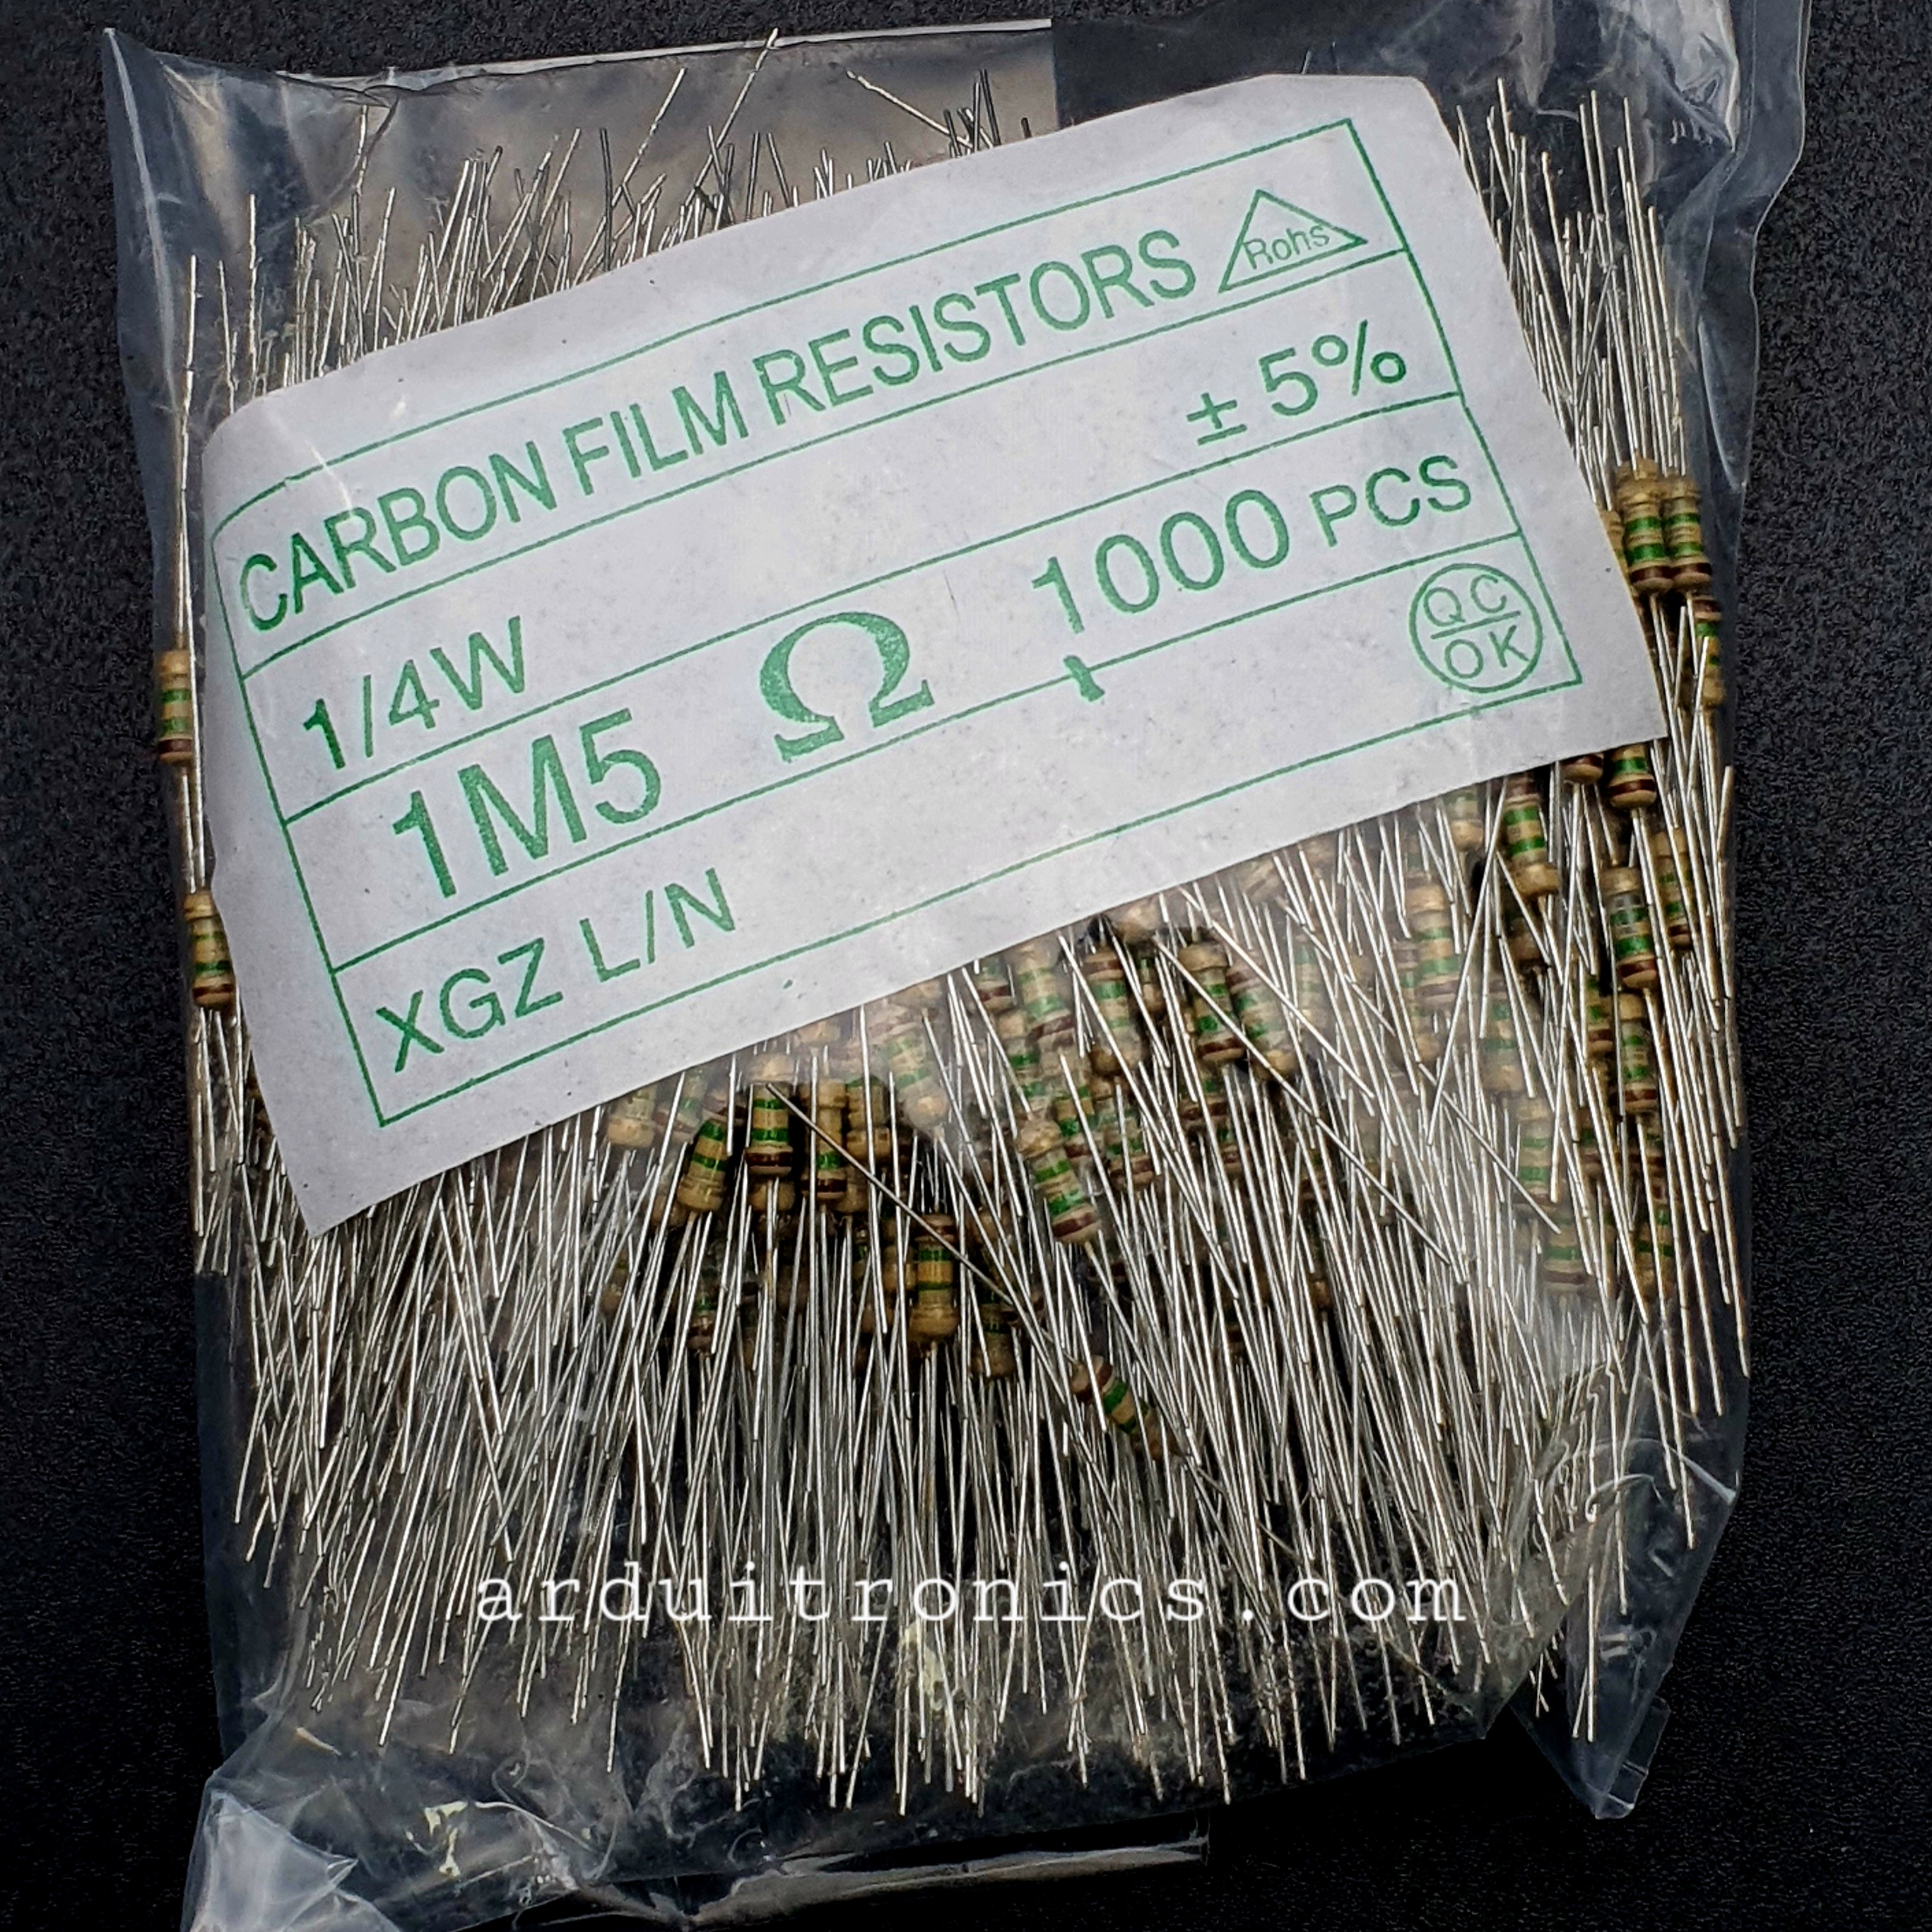 CARBON FILM RESISTORS Rohs
1/4W ± 5%
1M5 Ω 1000 PCS
XGZ L/N QC OK
arduitronics.com